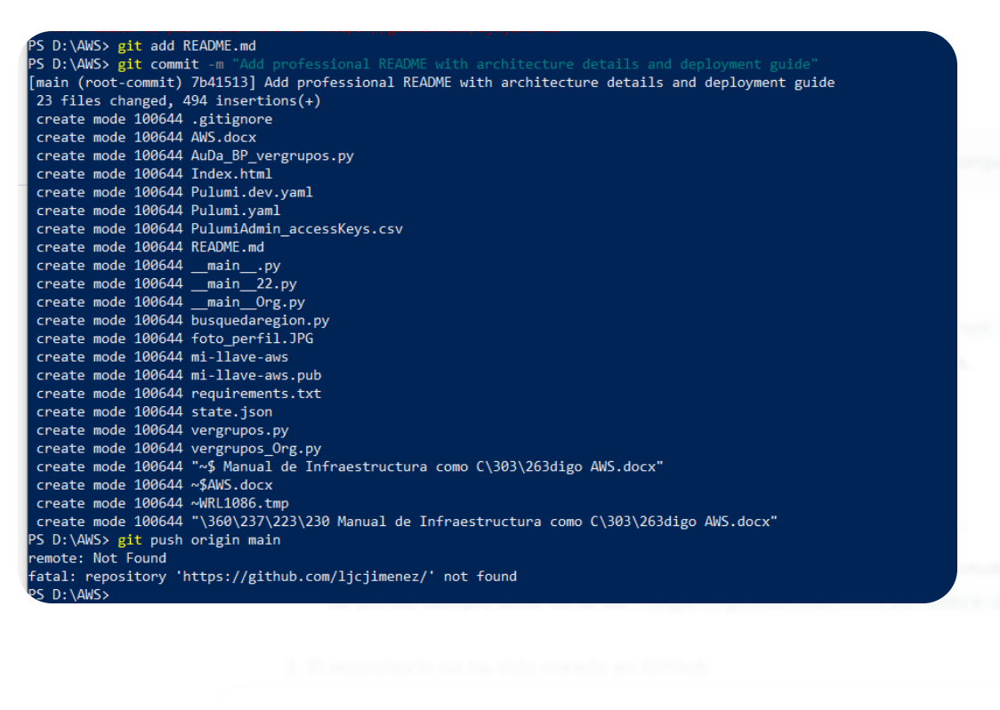 PS D:\AWS> git add README.md
PS D:\AWS> git commit -m "Add professional README with architecture details and deployment guide"
[main (root-commit) 7b41513] Add professional README with architecture details and deployment guide
 23 files changed, 494 insertions(+)
 create mode 100644 .gitignore
 create mode 100644 AWS.docx
 create mode 100644 AuDa_BP_vergrupos.py
 create mode 100644 Index.html
 create mode 100644 Pulumi.dev.yaml
 create mode 100644 Pulumi.yaml
 create mode 100644 PulumiAdmin_accessKeys.csv
 create mode 100644 README.md
 create mode 100644 __main__.py
 create mode 100644 __main__22.py
 create mode 100644 __main__Org.py
 create mode 100644 busquedaregion.py
 create mode 100644 foto_perfil.JPG
 create mode 100644 mi-llave-aws
 create mode 100644 mi-llave-aws.pub
 create mode 100644 requirements.txt
 create mode 100644 state.json
 create mode 100644 vergrupos.py
 create mode 100644 vergrupos_Org.py
 create mode 100644 "~$ Manual de Infraestructura como C\303\263digo AWS.docx"
 create mode 100644 ~$AWS.docx
 create mode 100644 ~WRL1086.tmp
 create mode 100644 "\360\237\223\230 Manual de Infraestructura como C\303\263digo AWS.docx"
PS D:\AWS> git push origin main
remote: Not Found
fatal: repository 'https://github.com/ljcjimenez/' not found
PS D:\AWS>
2. El repositorio no ha sido creado en GitHub